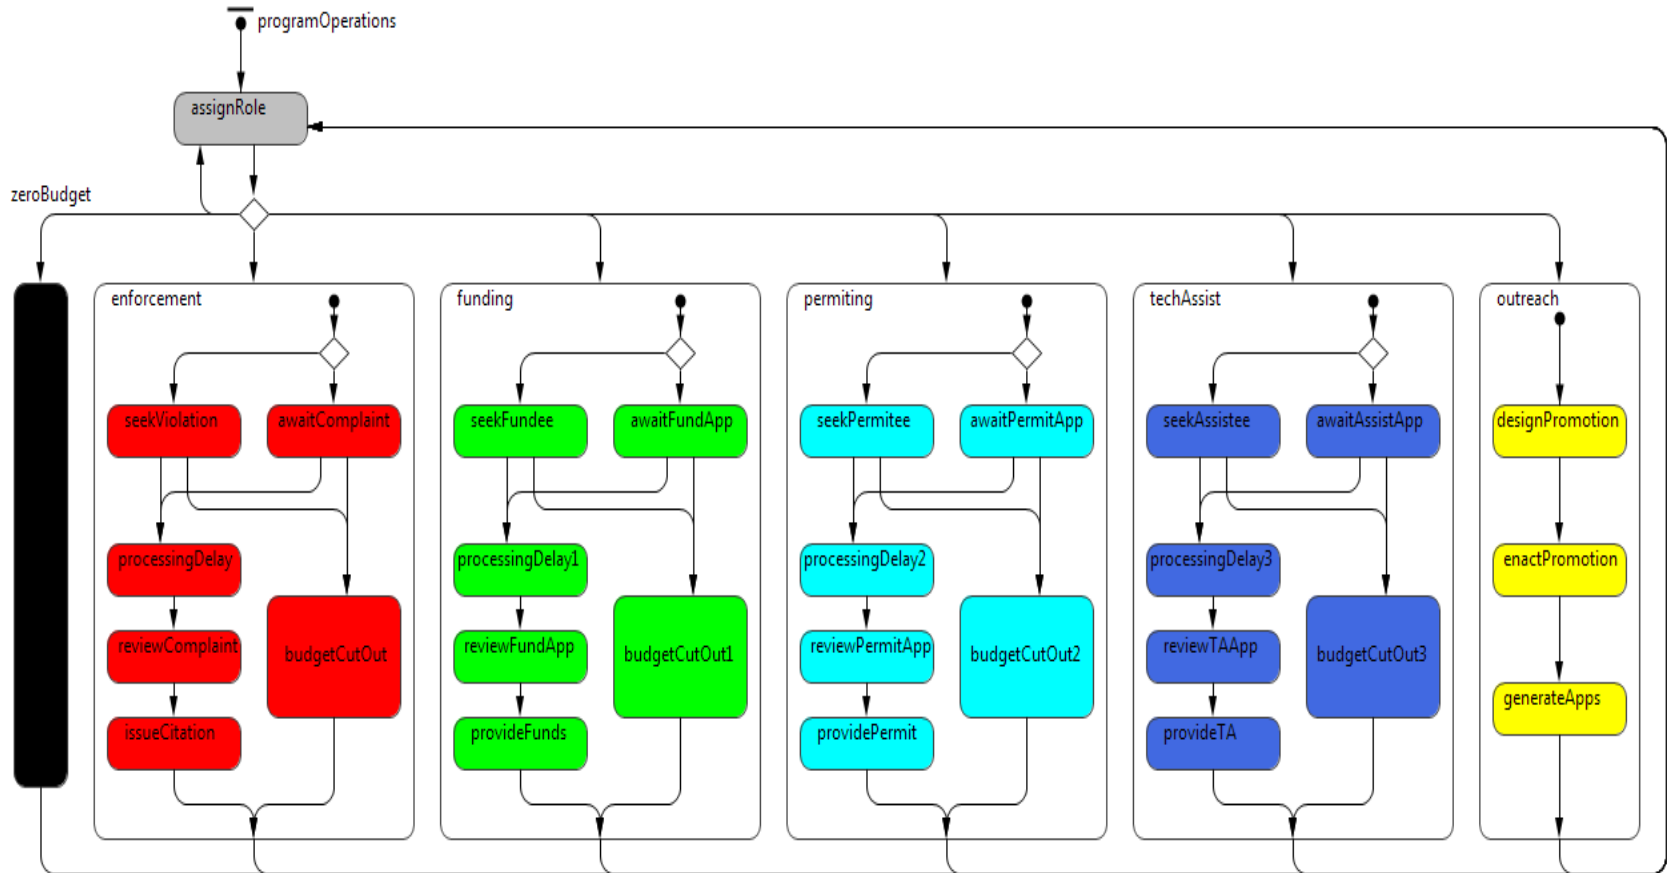 programOperations
assignRole
zeroBudget
enforcement
funding
permiting
techAssist
outreach
seekViolation
awaitComplaint
seekFundee
awaitFundApp
seekPermitee
awaitPermitApp
seekAssistee
awaitAssistApp
designPromotion
processingDelay
processingDelay1
processingDelay2
processingDelay3
enactPromotion
reviewComplaint
budgetCutOut
reviewFundApp
budgetCutOut1
reviewPermitApp
budgetCutOut2
reviewTAApp
budgetCutOut3
generateApps
issueCitation
provideFunds
providePermit
provideTA